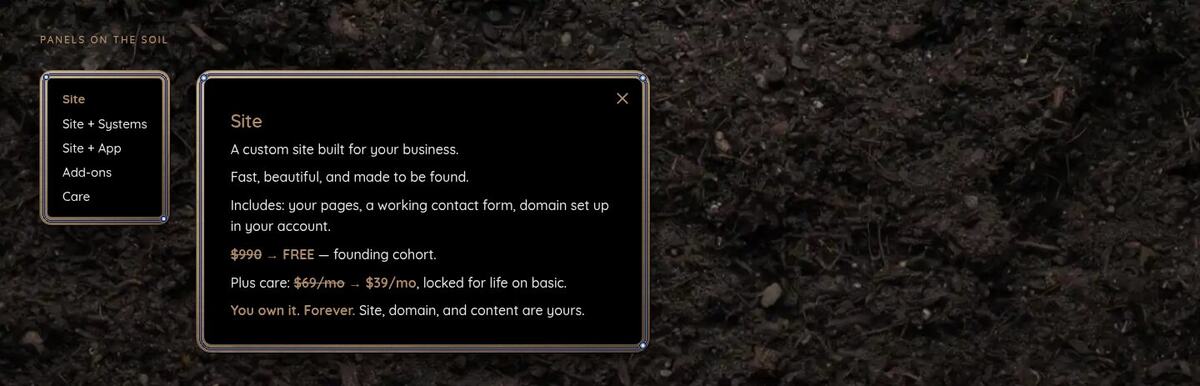 PANELS ON THE SOIL
Site
Site + Systems
Site + App
Add-ons
Care
Site
A custom site built for your business.
Fast, beautiful, and made to be found.
Includes: your pages, a working contact form, domain set up
in your account.
$990 → FREE — founding cohort.
Plus care: $69/mo → $39/mo, locked for life on basic.
You own it. Forever. Site, domain, and content are yours.